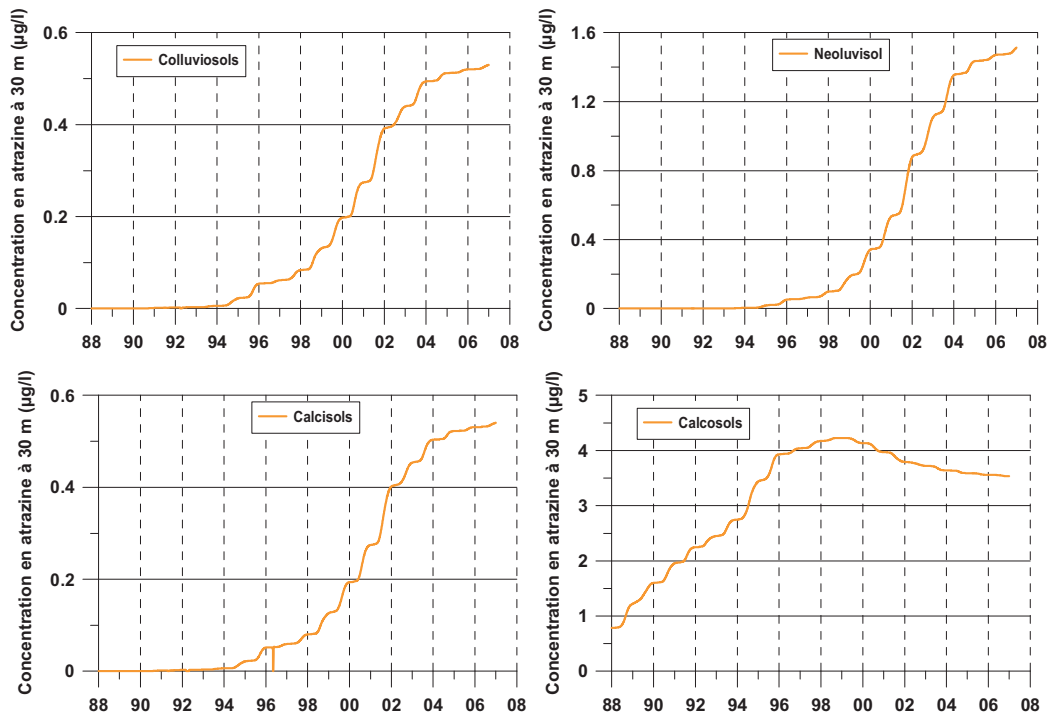 Concentration en atrazine à 30 m (µg/l)
0.6
0.4
0.2
0
Colluviosols
88 90 92 94 96 98 00 02 04 06 08
Concentration en atrazine à 30 m (µg/l)
1.6
1.2
0.8
0.4
0
Neoluvisol
88 90 92 94 96 98 00 02 04 06 08
Concentration en atrazine à 30 m (µg/l)
0.6
0.4
0.2
0
Calcisols
88 90 92 94 96 98 00 02 04 06 08
Concentration en atrazine à 30 m (µg/l)
5
4
3
2
1
0
Calcosols
88 90 92 94 96 98 00 02 04 06 08